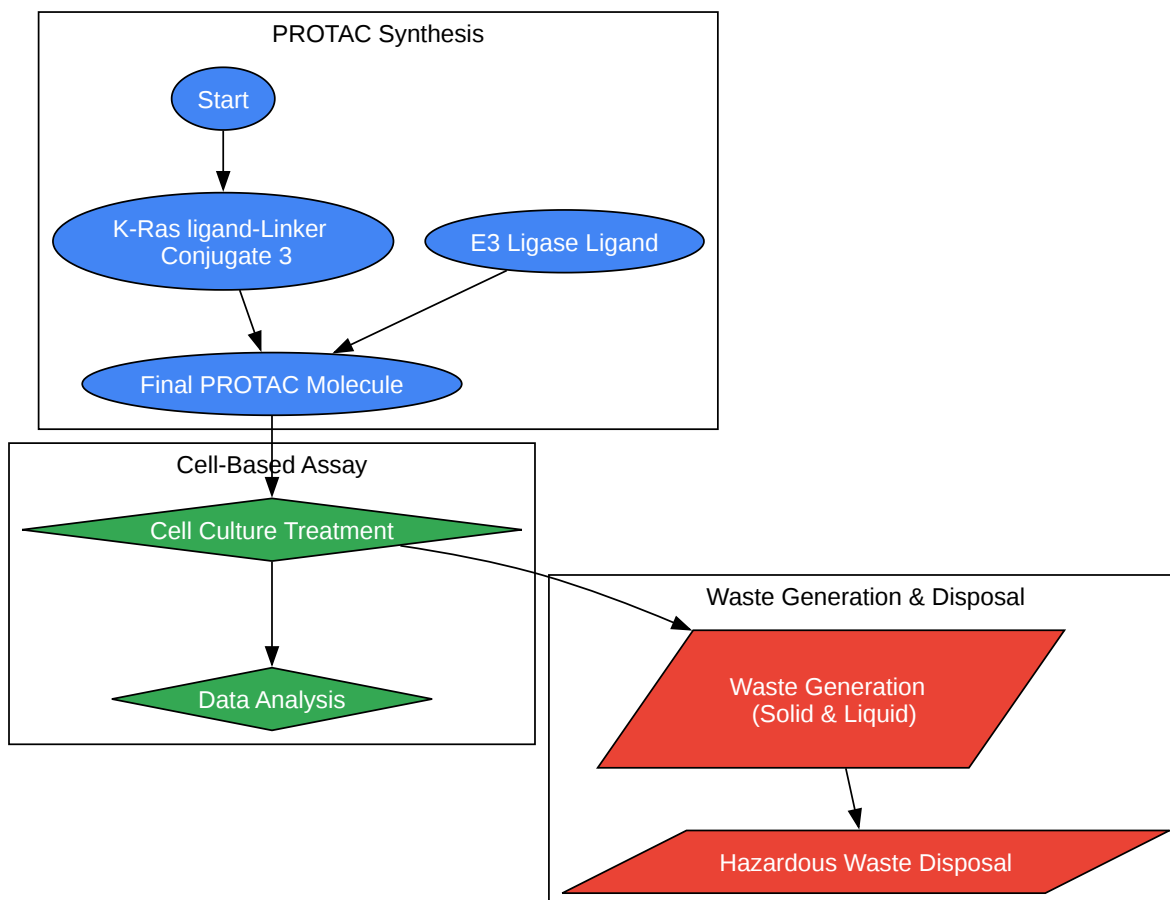 PROTAC Synthesis
Start
K-Ras ligand-Linker
Conjugate 3
E3 Ligase Ligand
Final PROTAC Molecule
Cell-Based Assay
Cell Culture Treatment
Data Analysis
Waste Generation & Disposal
Waste Generation
(Solid & Liquid)
Hazardous Waste Disposal